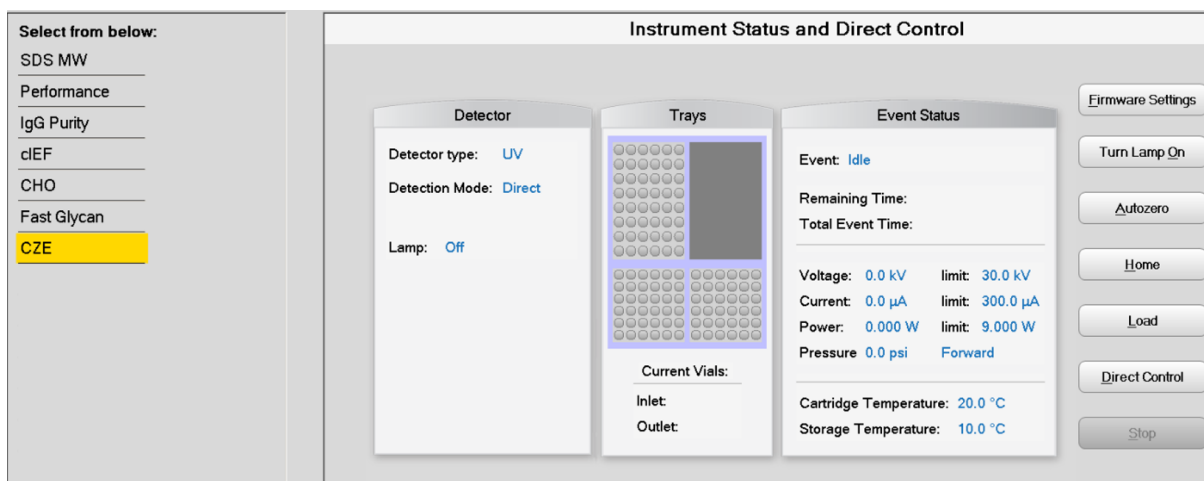 Select from below:
SDS MW
Performance
IgG Purity
cIEF
CHO
Fast Glycan
CZE
Instrument Status and Direct Control
Detector
Detector type: UV
Detection Mode: Direct
Lamp: Off
Trays
Current Vials:
Inlet:
Outlet:
Event Status
Event: Idle
Remaining Time:
Total Event Time:
Voltage: 0.0 kV limit: 30.0 kV
Current: 0.0 µA limit: 300.0 µA
Power: 0.000 W limit: 9.000 W
Pressure 0.0 psi Forward
Cartridge Temperature: 20.0 °C
Storage Temperature: 10.0 °C
Firmware Settings
Turn Lamp On
Autozero
Home
Load
Direct Control
Stop